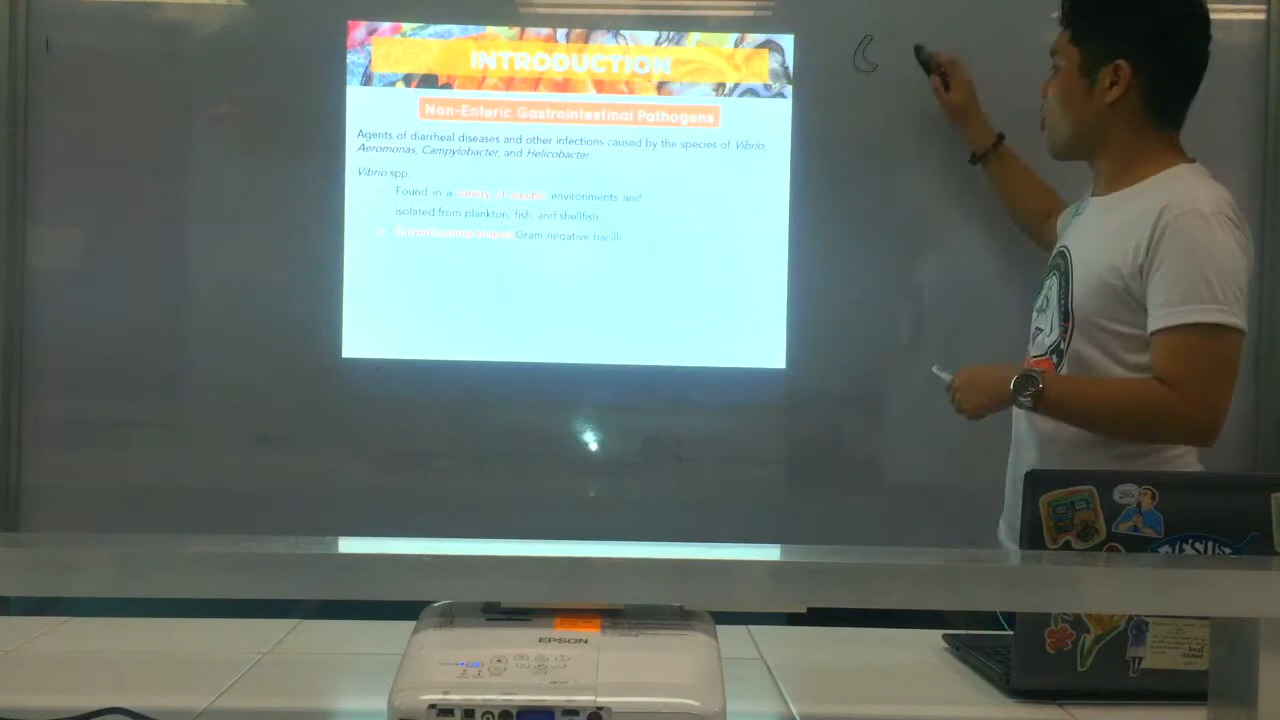 INTRODUCTION
Non-Enteric Gastrointestinal Pathogens
Agents of diarrheal diseases and other infections caused by the species of Vibrio,
Aeromonas, Campylobacter, and Helicobacter.
Vibrio spp.
Found in a variety of aquatic environments and
isolated from plankton, fish, and shellfish.
Gram-negative bacilli
JESUS
EPSON